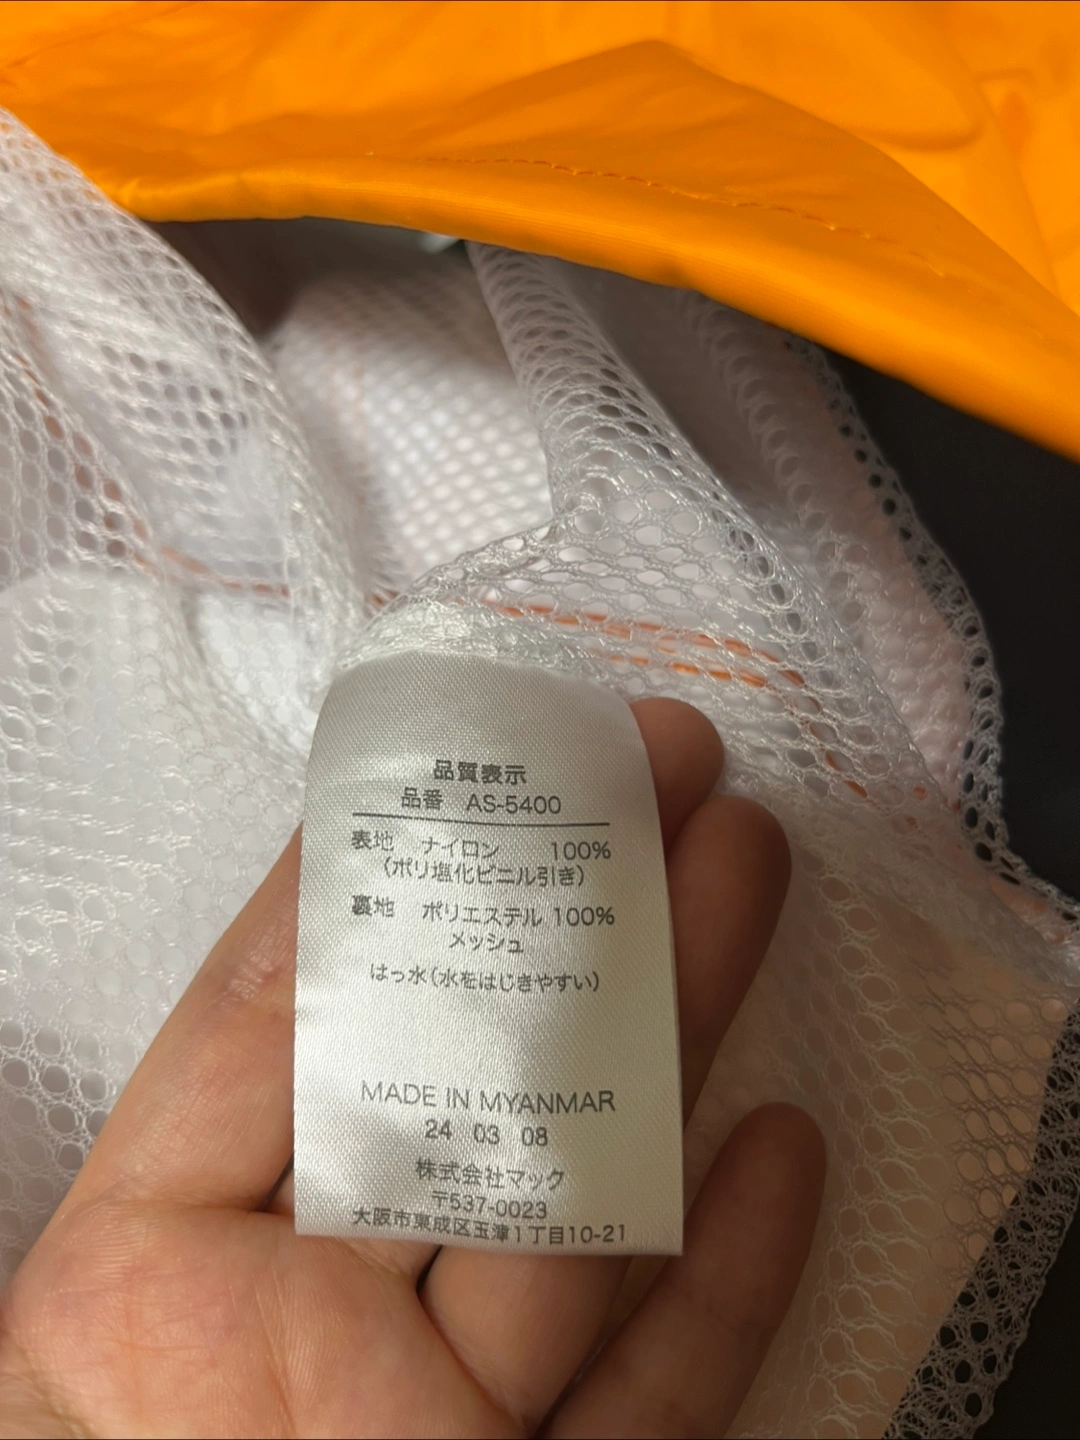 品質表示
品番 AS-5400
表地 ナイロン 100%
(ポリ塩化ビニル引き)
裏地 ポリエステル 100%
メッシュ
はっ水(水をはじきやすい)
MADE IN MYANMAR
24 03 08
株式会社マック
〒537-0023
大阪市東成区玉津1丁目10-21